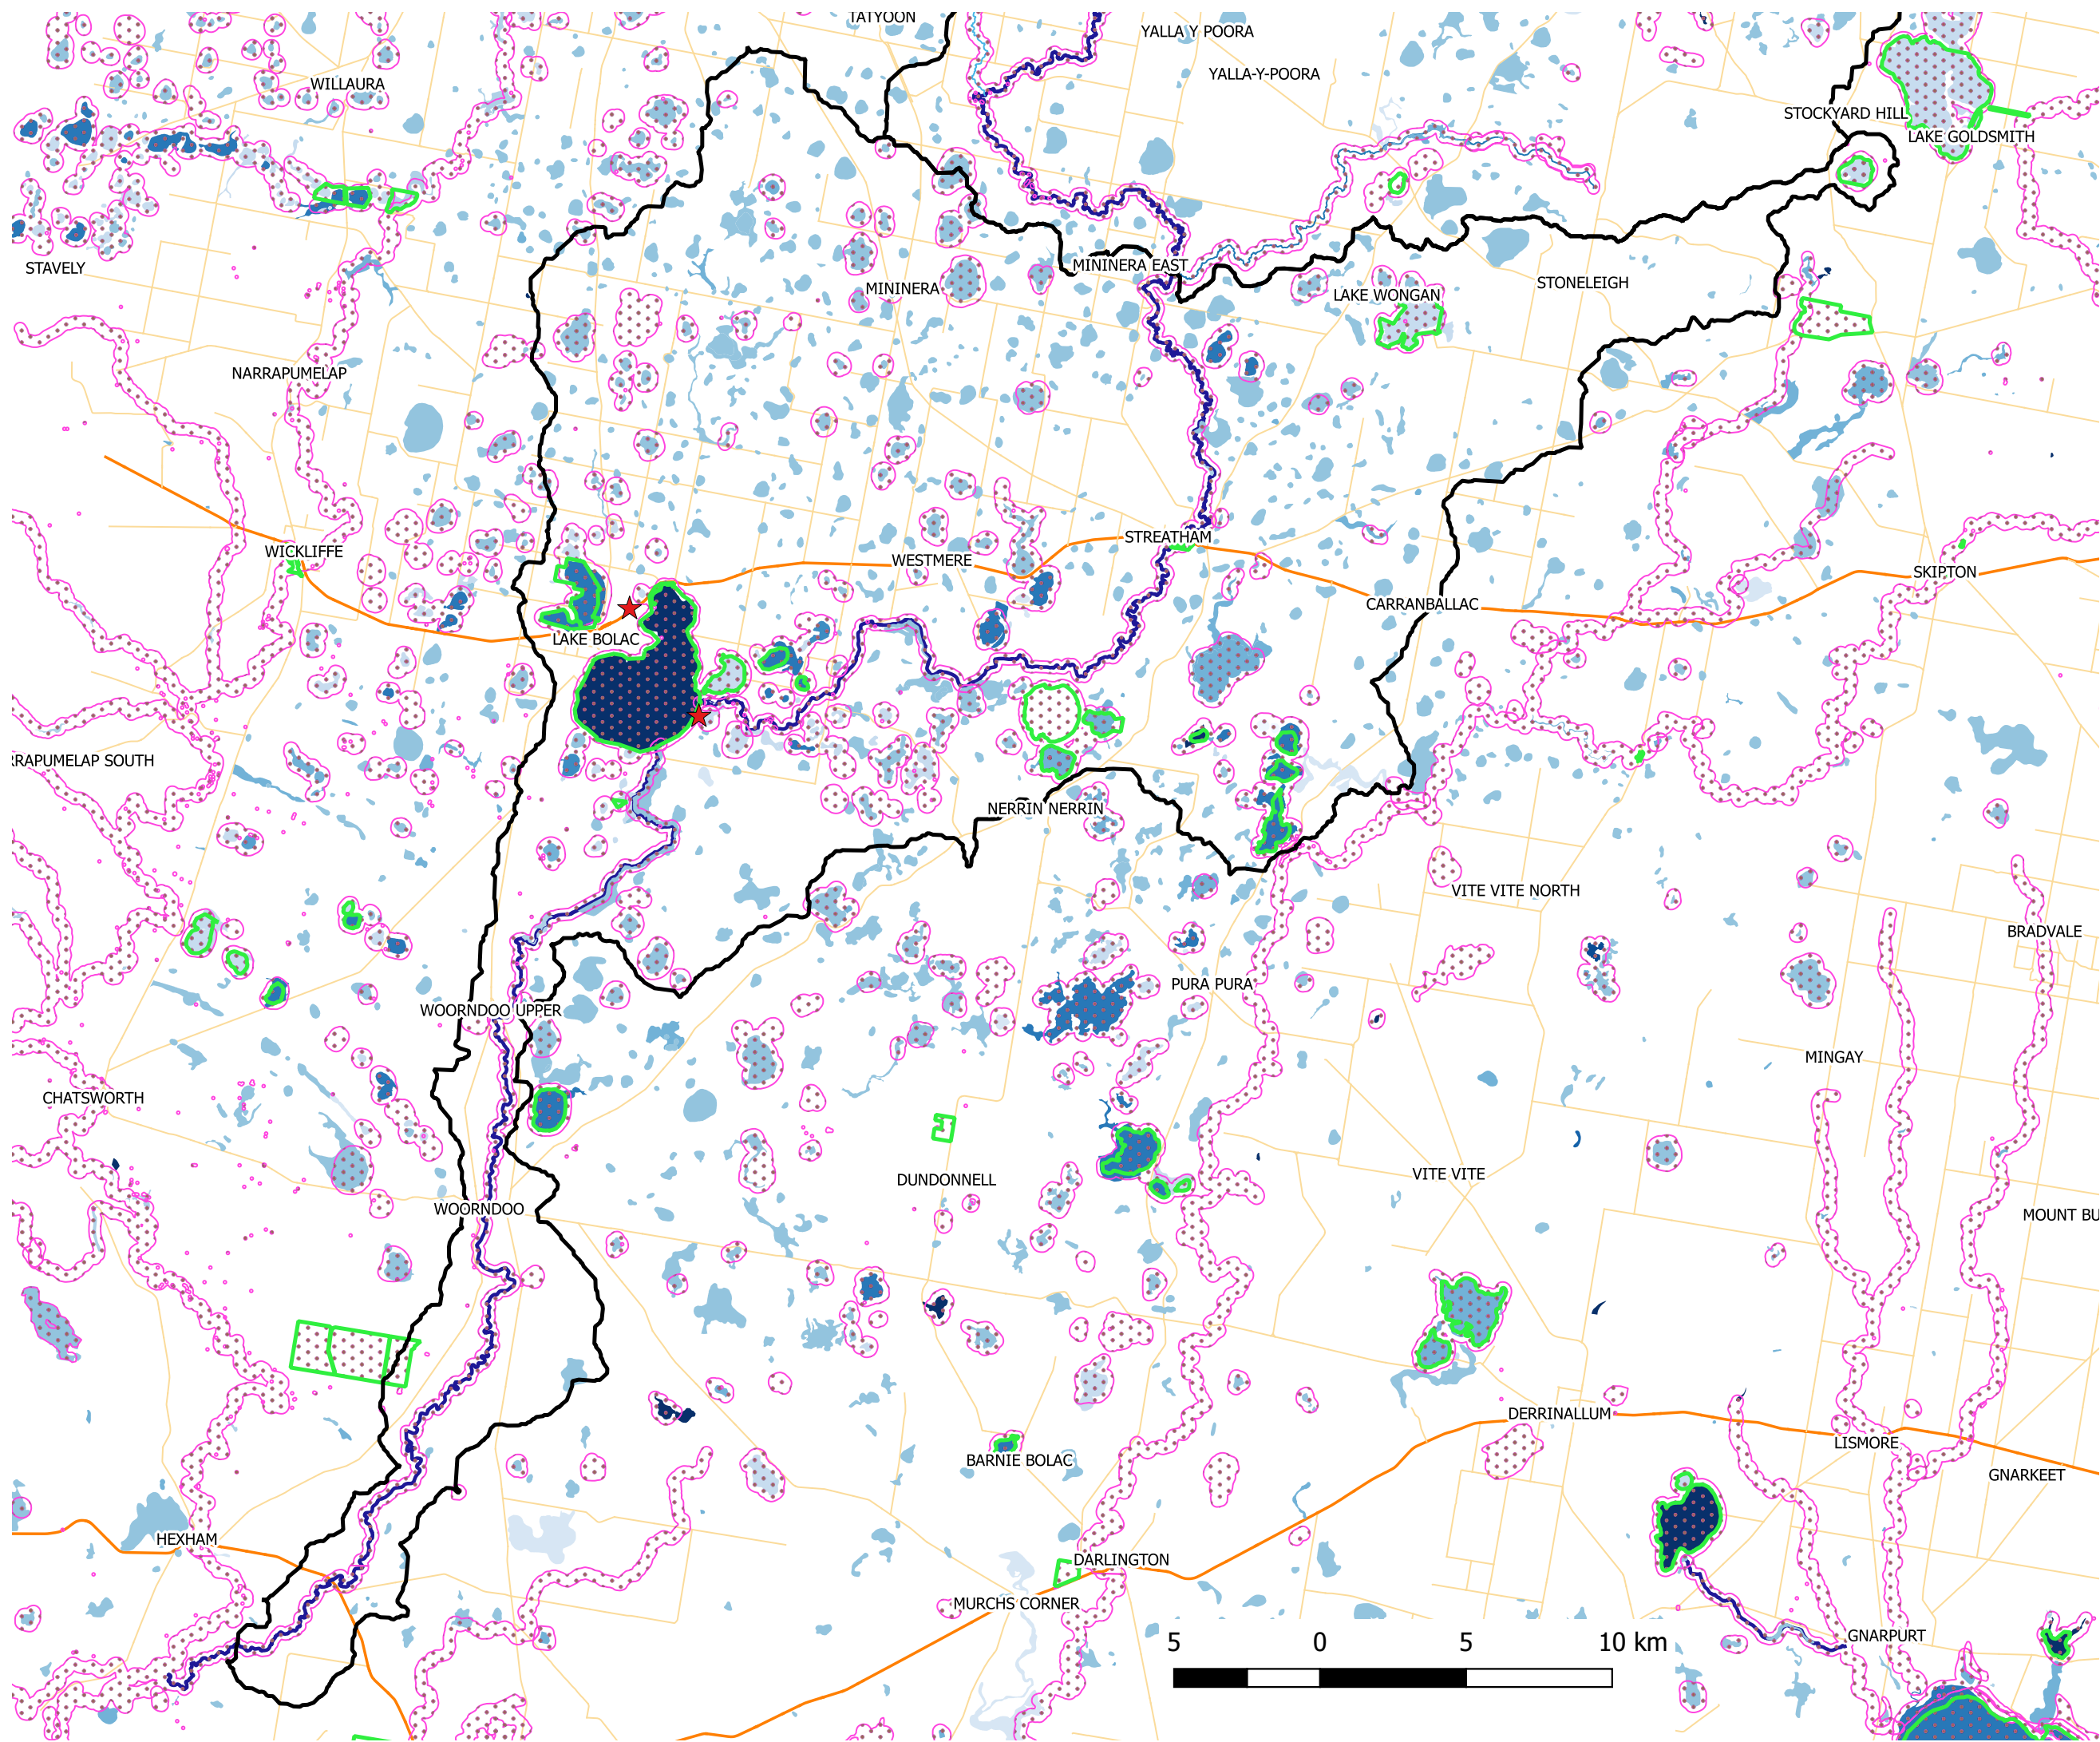 TATYOON
YALLA Y POORA
YALLA-Y-POORA
WILLAURA
STOCKYARD HILL
LAKE GOLDSMITH
STAVELY
MININERA EAST
MININERA
STONELEIGH
LAKE WONGAN
NARRAPUMELAP
STREATHAM
WICKLIFFE
WESTMERE
SKIPTON
CARRANBALLAC
LAKE BOLAC
RRAPUMELAP SOUTH
NERRIN NERRIN
VITE VITE NORTH
BRADVALE
PURA PURA
WOORNDOO UPPER
MINGAY
CHATSWORTH
VITE VITE
DUNDONNELL
WOORNDOO
MOUNT BU
DERRINALLUM
LISMORE
BARNIE BOLAC
GNARKEET
HEXHAM
DARLINGTON
MURCHS CORNER
GNARPURT
5 0 5 10 km